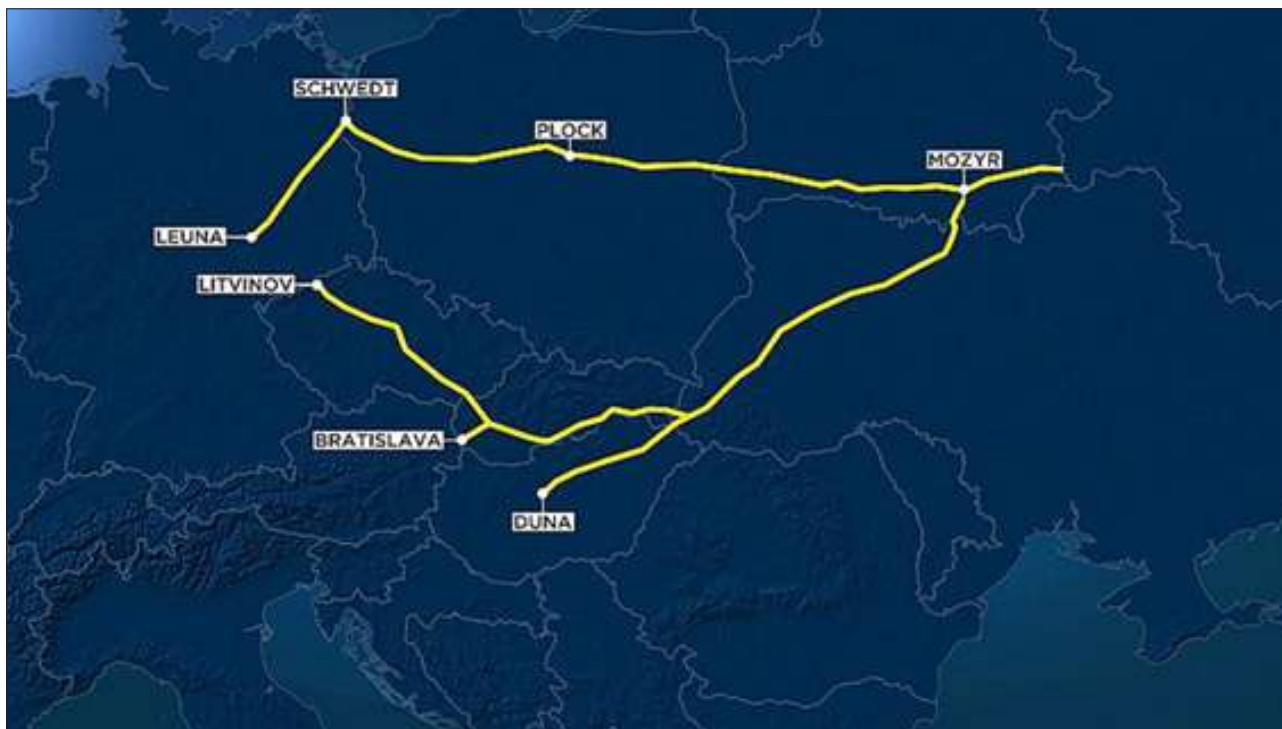 SCHWEDT
PLOCK
MOZYR
LEUNA
LITVINOV
BRATISLAVA
DUNA